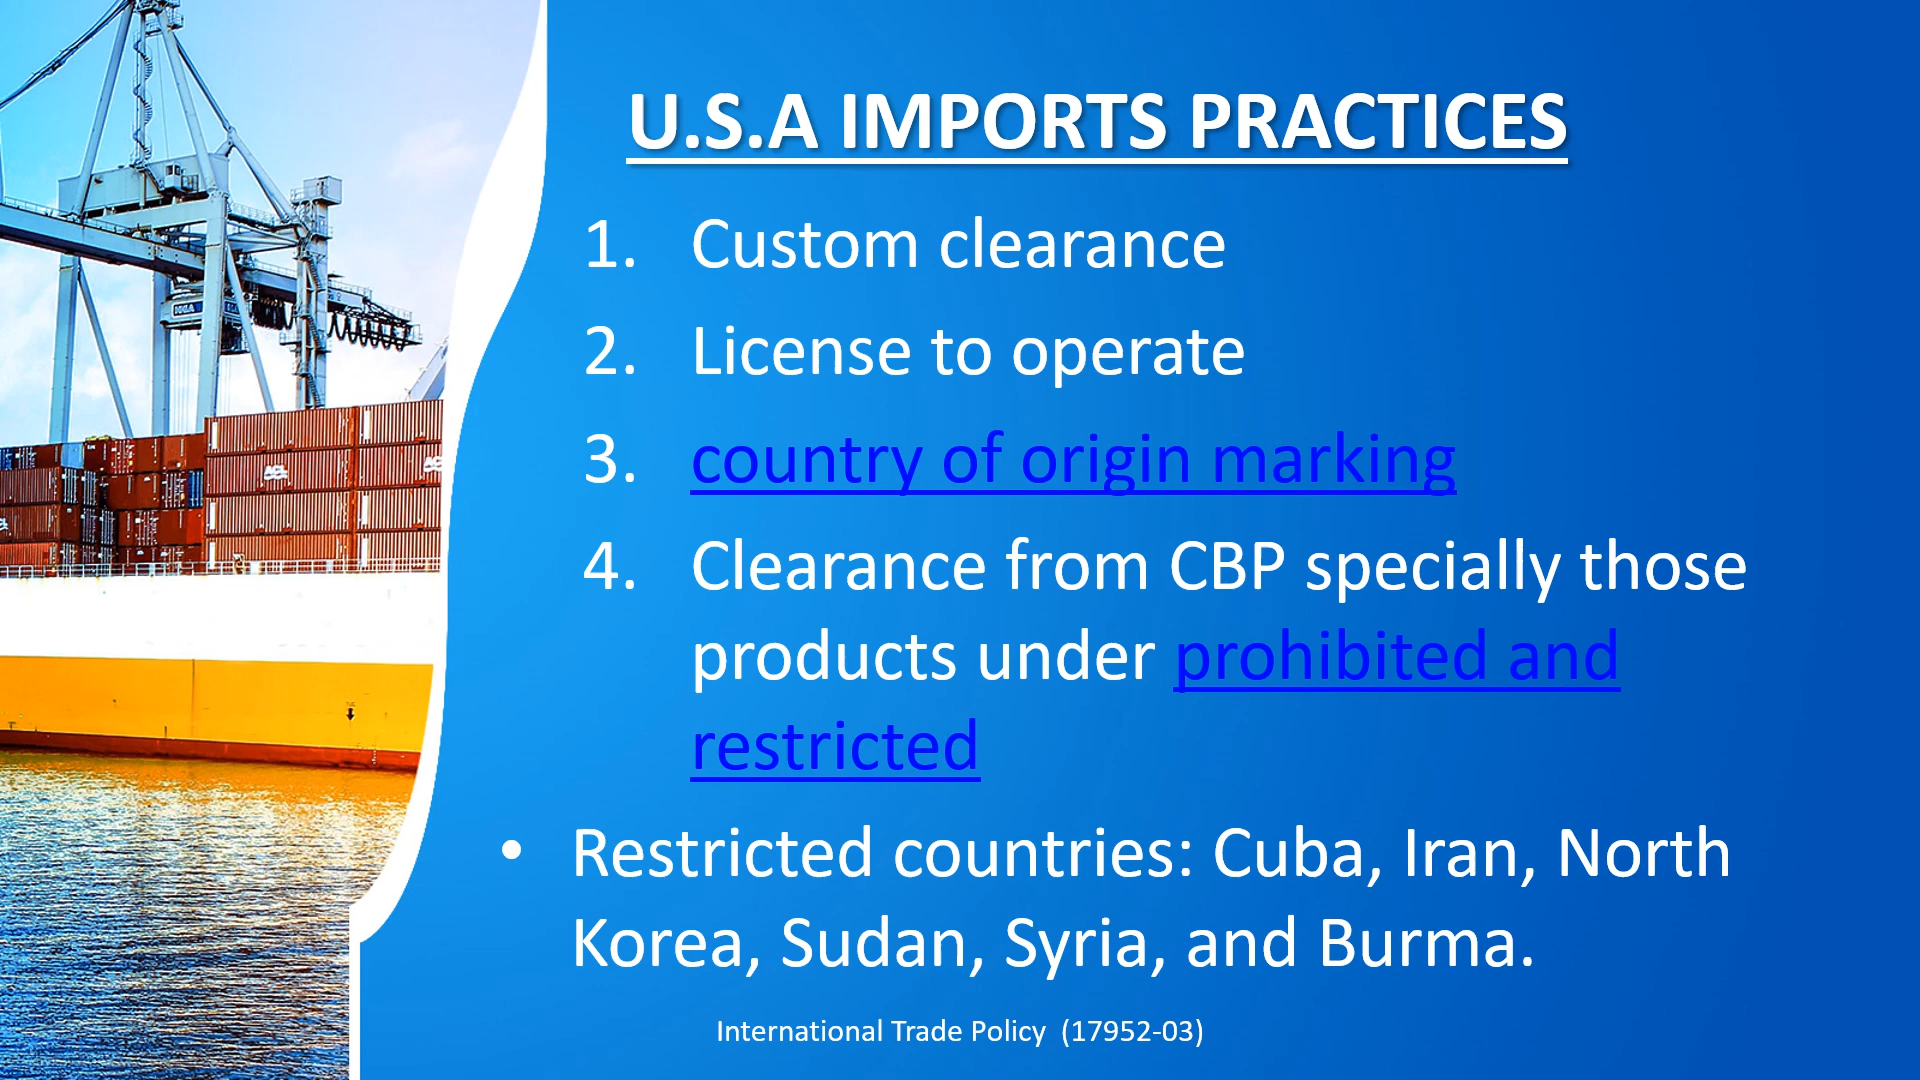 U.S.A IMPORTS PRACTICES
1. Custom clearance
2. License to operate
3. country of origin marking
4. Clearance from CBP specially those
products under prohibited and
restricted
• Restricted countries: Cuba, Iran, North
Korea, Sudan, Syria, and Burma.
International Trade Policy (17952-03)
ACL